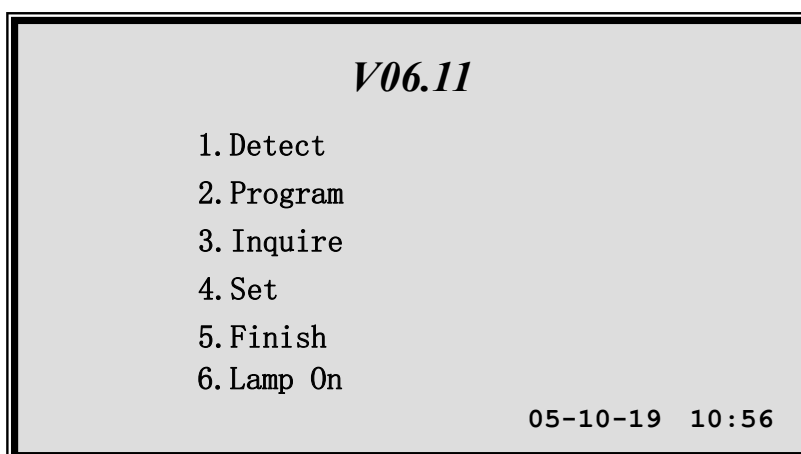 V06.11
1.Detect
2.Program
3.Inquire
4.Set
5.Finish
6.Lamp On
05-10-19 10:56